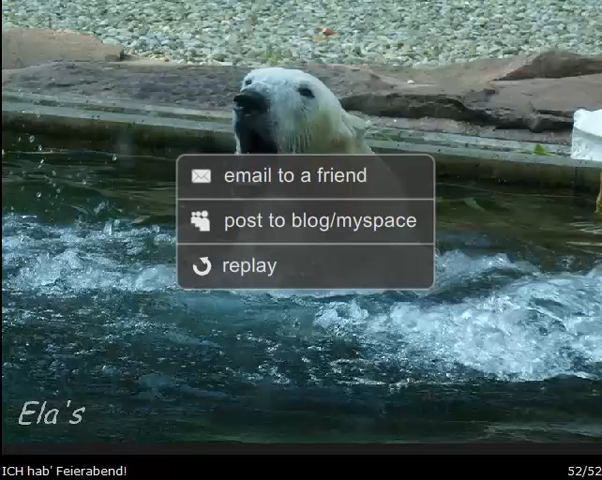 email to a friend
post to blog/myspace
replay
Ela's
ICH hab' Feierabend!
52/52